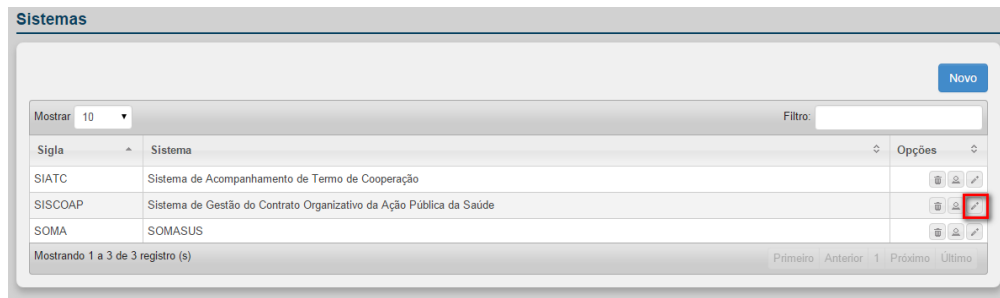 Sistemas
Novo
Mostrar 10 Filtro:
Sigla Sistema Opções
SIATC Sistema de Acompanhamento de Termo de Cooperação
SISCOAP Sistema de Gestão do Contrato Organizativo da Ação Pública da Saúde
SOMA SOMASUS
Mostrando 1 a 3 de 3 registro (s) Primeiro Anterior 1 Próximo Último